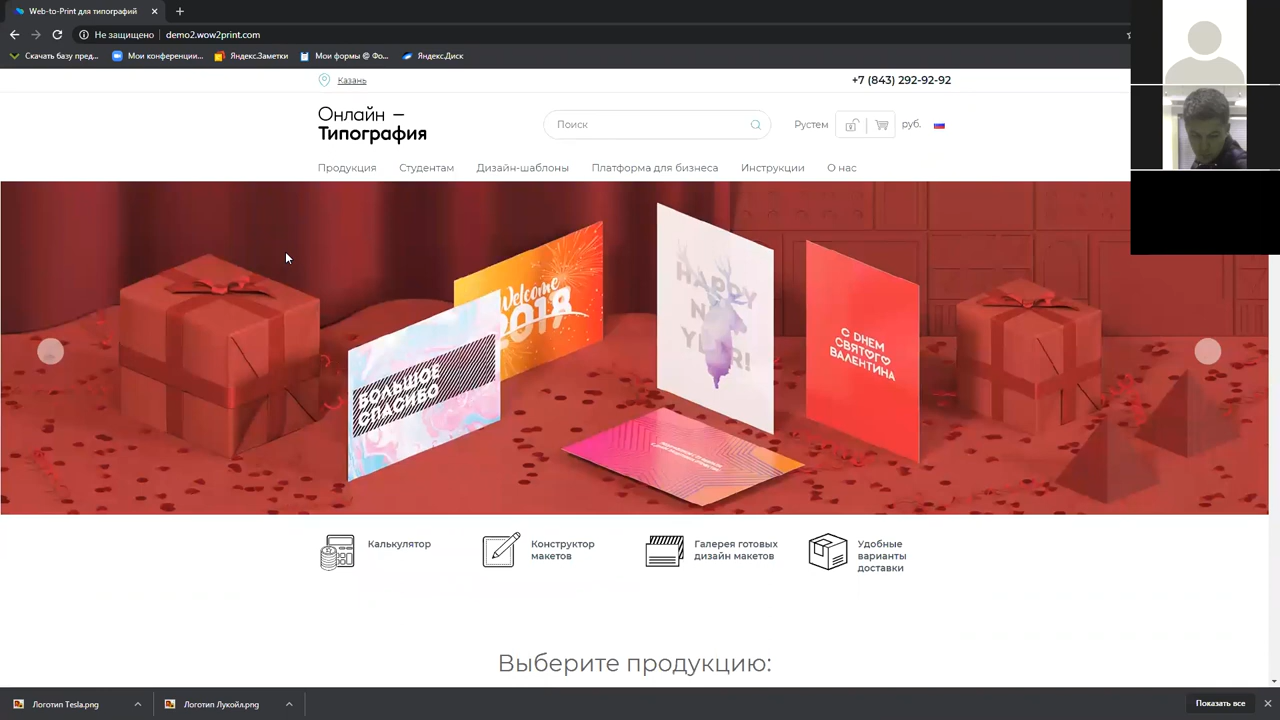 Web-to-Print для типографий
Не защищено
demo2.wow2print.com
Скачать базу пред...
Мои конференции...
Яндекс.Заметки
Мои формы @ Фо...
Яндекс.Диск
Казань
+7 (843) 292-92-92
Онлайн –
Типография
Поиск
Рустем
руб.
Продукция
Студентам
Дизайн-шаблоны
Платформа для бизнеса
Инструкции
О нас
Welcome
2018
БОЛЬШОЕ
СПАСИБО
HAPPY
NEW
YEAR!
С ДНЕМ
СВЯТОГО
ВАЛЕНТИНА
Калькулятор
Конструктор
макетов
Галерея готовых
дизайн макетов
Удобные
варианты
доставки
Выберите продукцию:
Логотип Tesla.png
Логотип Лукойл.png
Показать все